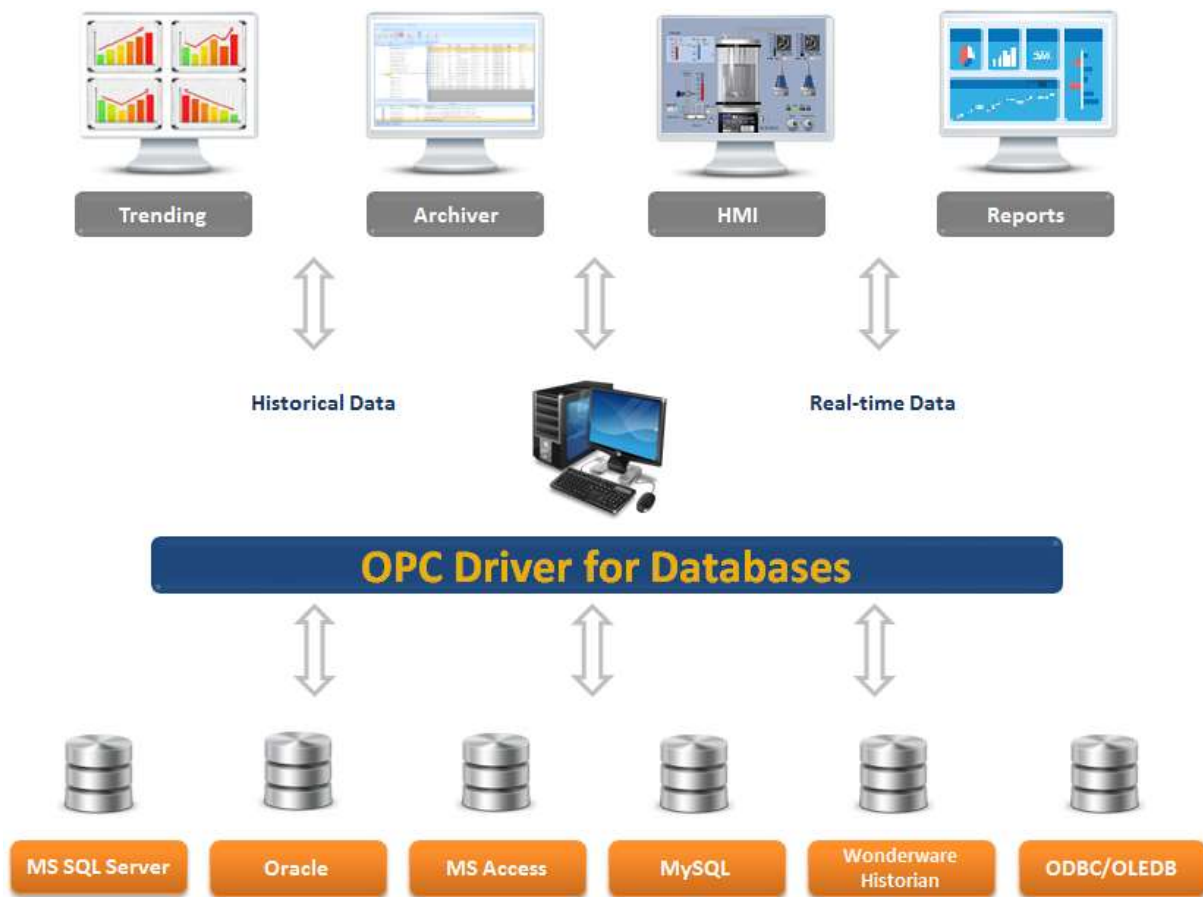 Trending
Archiver
HMI
Reports
Historical Data
Real-time Data
OPC Driver for Databases
MS SQL Server
Oracle
MS Access
MySQL
Wonderware
Historian
ODBC/OLEDB